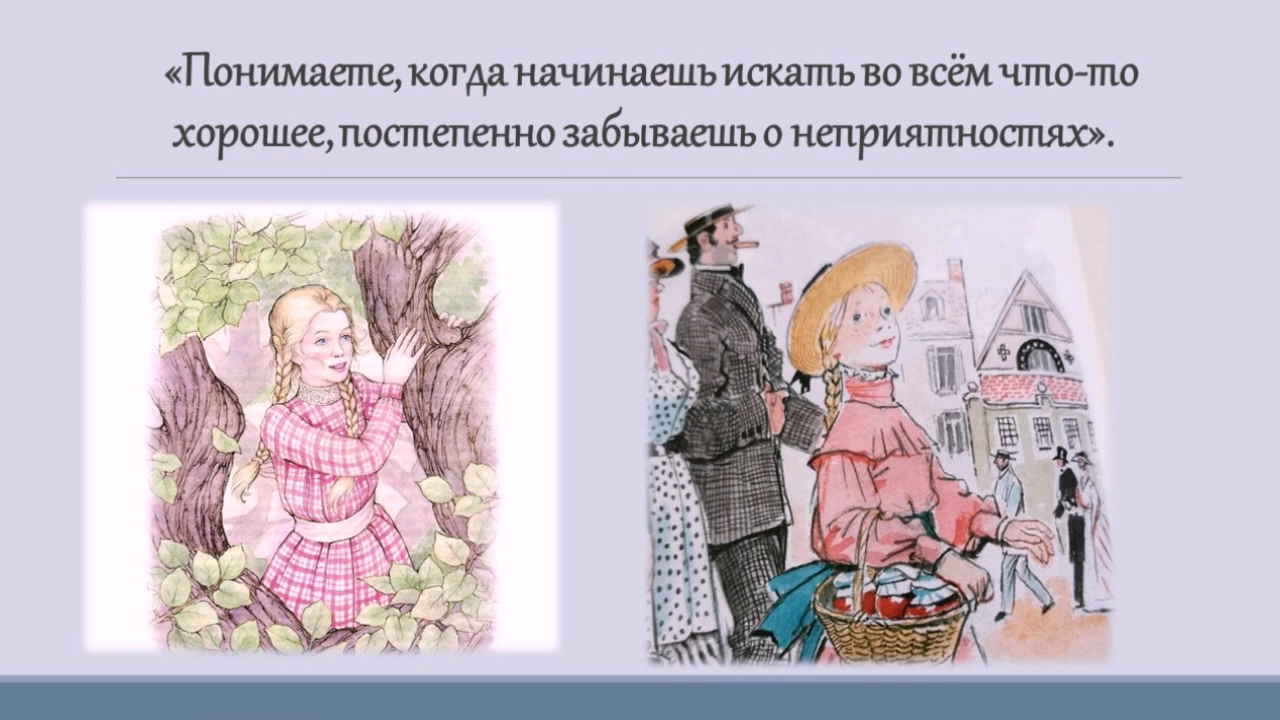 «Понимаете, когда начинаешь искать во всём что-то
хорошее, постепенно забываешь о неприятностях».